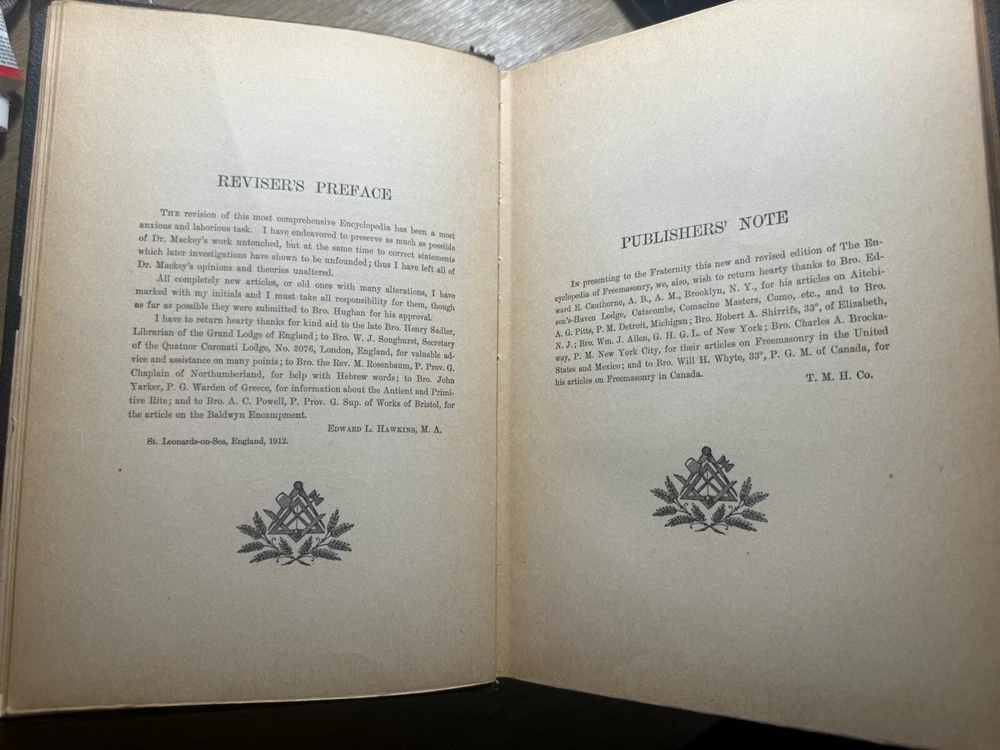 REVISER'S PREFACE
THE revision of this most comprehensive Encyclopedia has been a most
anxious and laborious task. I have endeavored to preserve as much as possible
of Dr. Mackey's work untouched, but at the same time to correct statements
which later investigations have shown to be unfounded; thus I have left all of
Dr. Mackey's opinions and theories unaltered.
All completely new articles, or old ones with many alterations, I have
marked with my initials and I must take all responsibility for them, though
as far as possible they were submitted to Bro. Hughan for his approval.
I have to return hearty thanks for kind aid to the late Bro. Henry Sadler,
Librarian of the Grand Lodge of England; to Bro. W. J. Songhurst, Secretary
of the Quatuor Coronati Lodge, No. 2076, London, England, for valuable ad-
vice and assistance on many points; to Bro. the Rev. M. Rosenbaum, P. Prov. G.
Chaplain of Northumberland, for help with Hebrew words; to Bro. John
Yarker, P. G. Warden of Greece, for information about the Antient and Primi-
tive Rite; and to Bro. A. C. Powell, P. Prov. G. Sup. of Works of Bristol, for
the article on the Baldwyn Encampment.
EDWARD L. HAWKINS, M. A.
St. Leonards-on-Sea, England, 1912.
PUBLISHERS' NOTE
IN presenting to the Fraternity this new and revised edition of The En-
cyclopedia of Freemasonry, we, also, wish to return hearty thanks to Bro. Ed-
ward E. Cauthorne, A. B., A. M., Brooklyn, N. Y., for his articles on Aitchi-
son's-Haven Lodge, Catacombs, Comacine Masters, Como, etc., and to Bro.
A. G. Pitts, P. M. Detroit, Michigan; Bro. Robert A. Shirrifs, 33°, of Elizabeth,
N. J.; Bro. Wm. J. Allen, G. H. G. L. of New York; Bro. Charles A. Brocka-
way, P. M. New York City, for their articles on Freemasonry in the United
States and Mexico; and to Bro. Will H. Whyte, 33°, P. G. M. of Canada, for
his articles on Freemasonry in Canada.
T. M. H. Co.